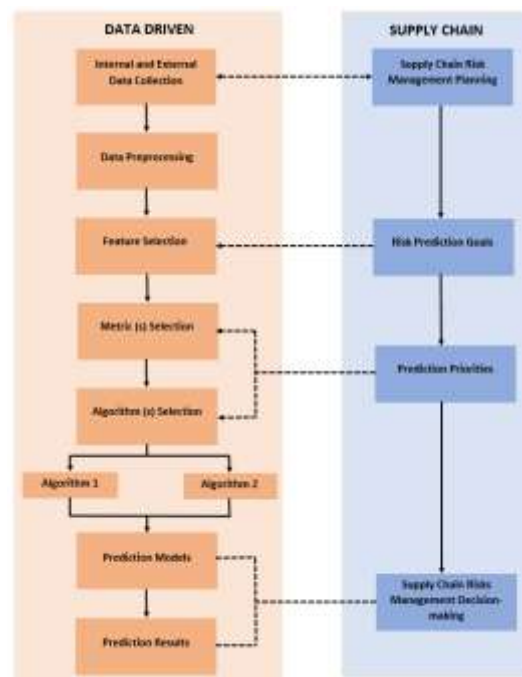 DATA DRIVEN
Internal and External
Data Collection
Data Preprocessing
Feature Selection
Metric (s) Selection
Algorithm (s) Selection
Algorithm 1
Algorithm 2
Prediction Models
Prediction Results
SUPPLY CHAIN
Supply Chain Risk
Management Planning
Risk Prediction Goals
Prediction Priorities
Supply Chain Risks
Management Decision-
making